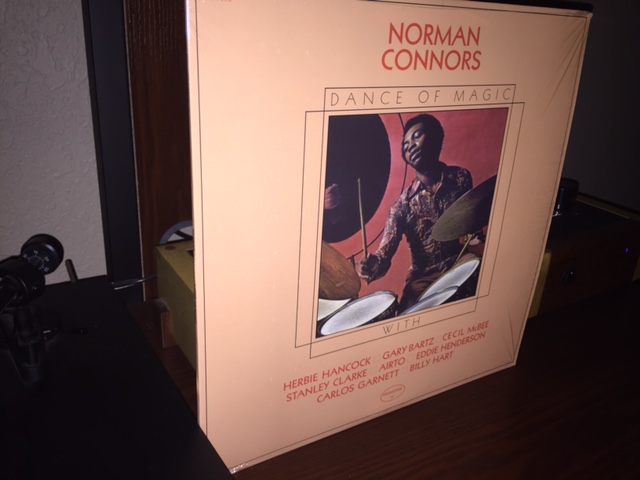 NORMAN
CONNORS
DANCE OF MAGIC
WITH
HERBIE HANCOCK · GARY BARTZ · CECIL McBEE
STANLEY CLARKE · AIRTO · EDDIE HENDERSON
CARLOS GARNETT · BILLY HART